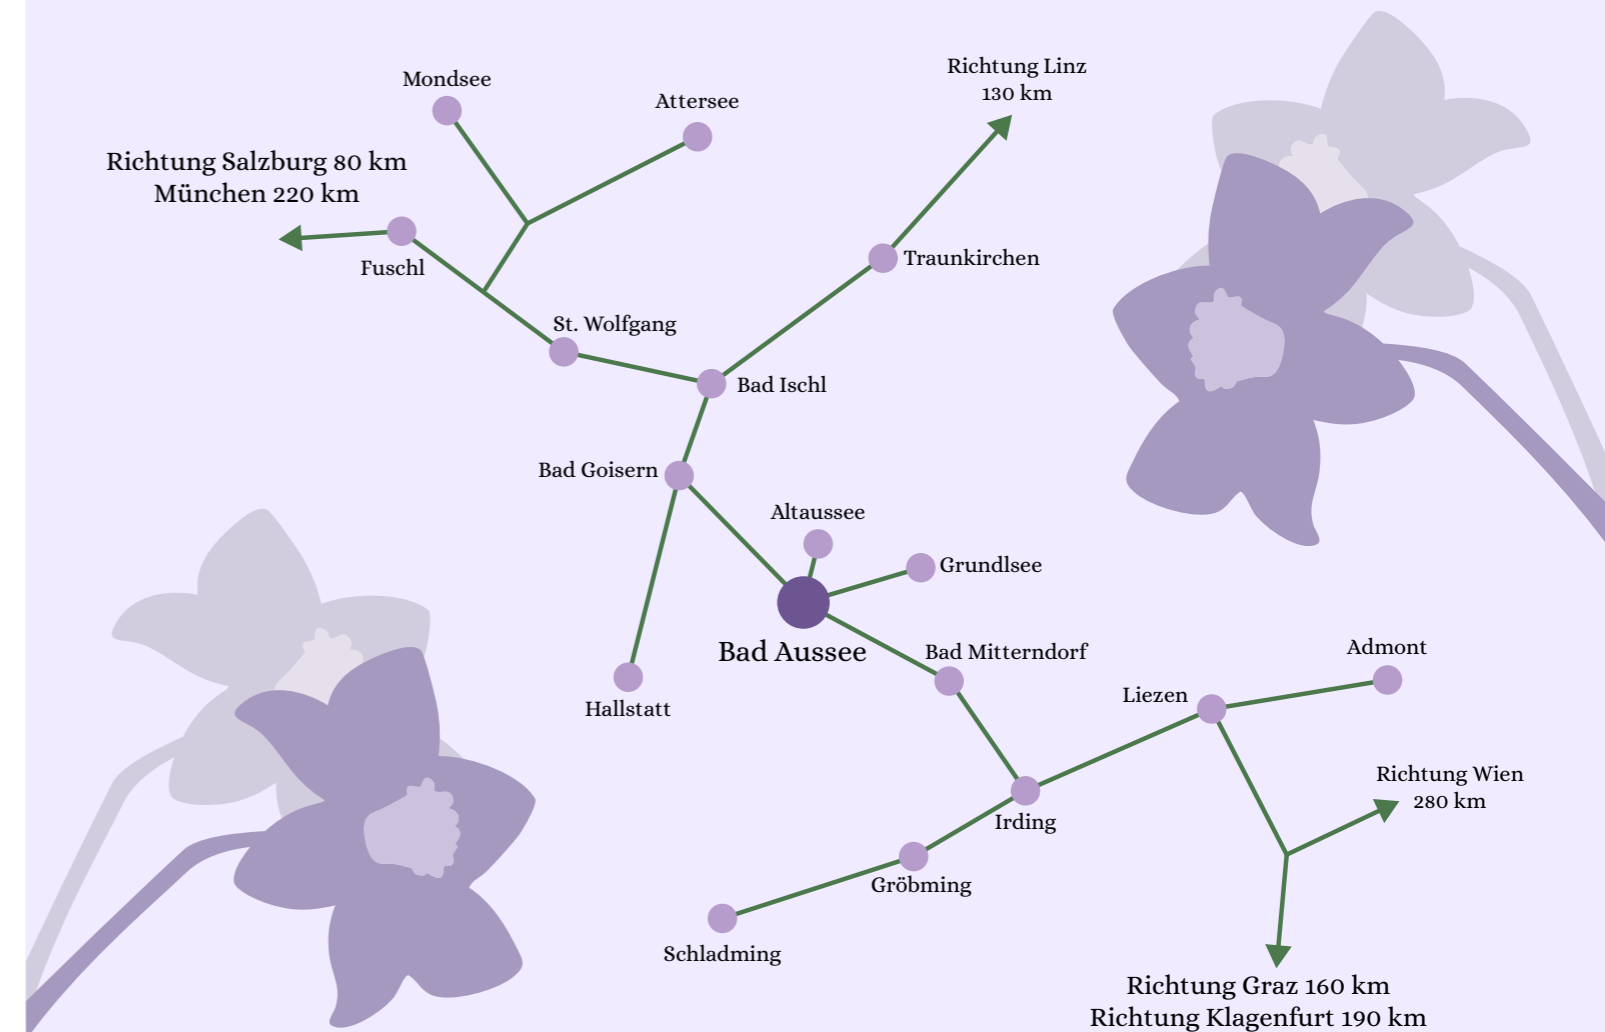 Richtung Linz
130 km
Mondsee
Attersee
Richtung Salzburg 80 km
München 220 km
Fuschl
Traunkirchen
St. Wolfgang
Bad Ischl
Bad Goisern
Altaussee
Grundlsee
Bad Aussee
Bad Mitterndorf
Admont
Liezen
Hallstatt
Richtung Wien
280 km
Irding
Gröbming
Schladming
Richtung Graz 160 km
Richtung Klagenfurt 190 km